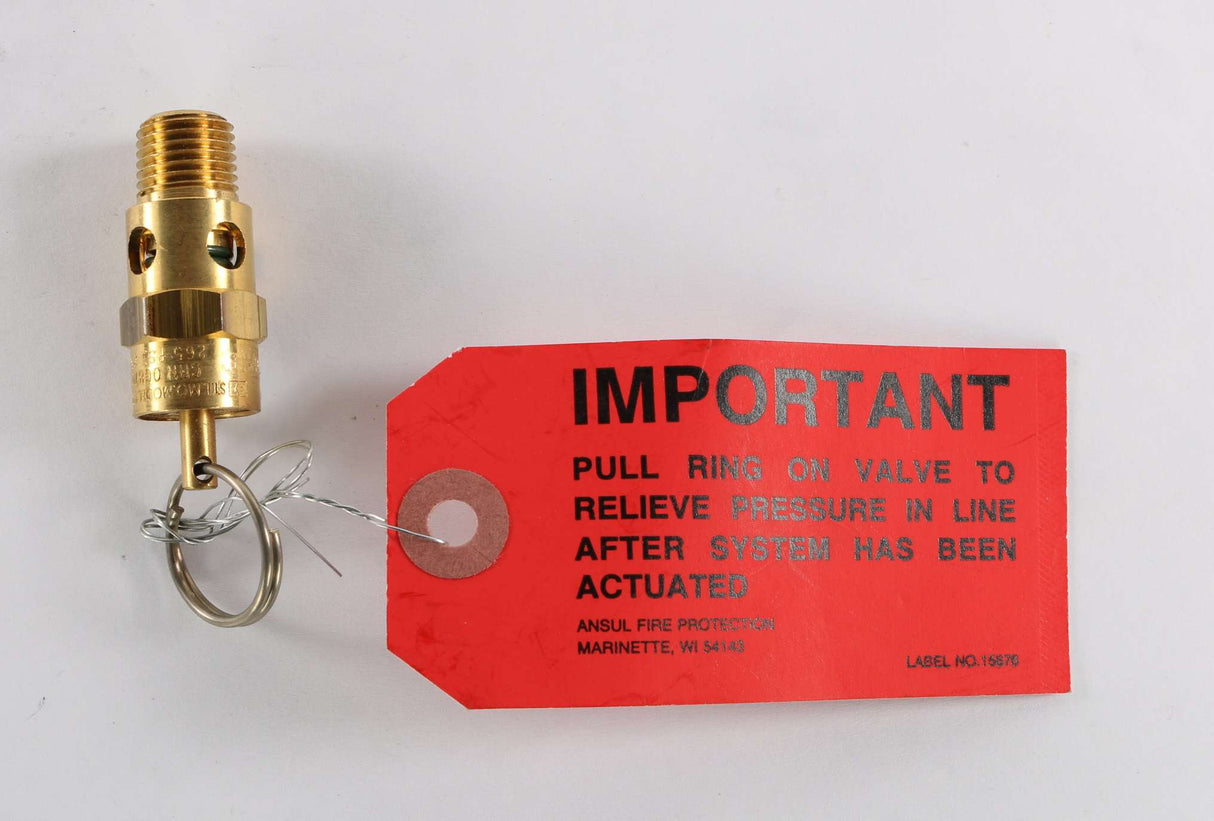 IMPORTANT
PULL RING ON VALVE TO
RELIEVE PRESSURE IN LINE
AFTER SYSTEM HAS BEEN
ACTUATED
ANSUL FIRE PROTECTION
MARINETTE, WI 54143
LABEL NO.
265